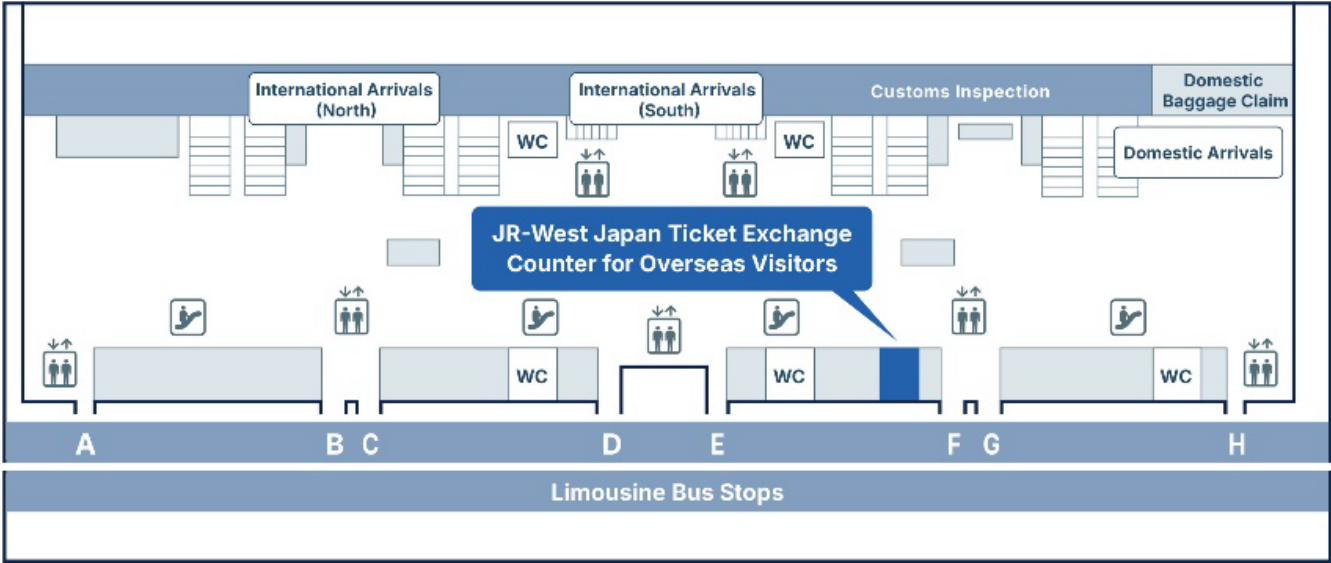 International Arrivals
(North)
International Arrivals
(South)
Customs Inspection
Domestic
Baggage Claim
WC
WC
Domestic Arrivals
JR-West Japan Ticket Exchange
Counter for Overseas Visitors
WC
WC
WC
A
B
C
D
E
F
G
H
Limousine Bus Stops